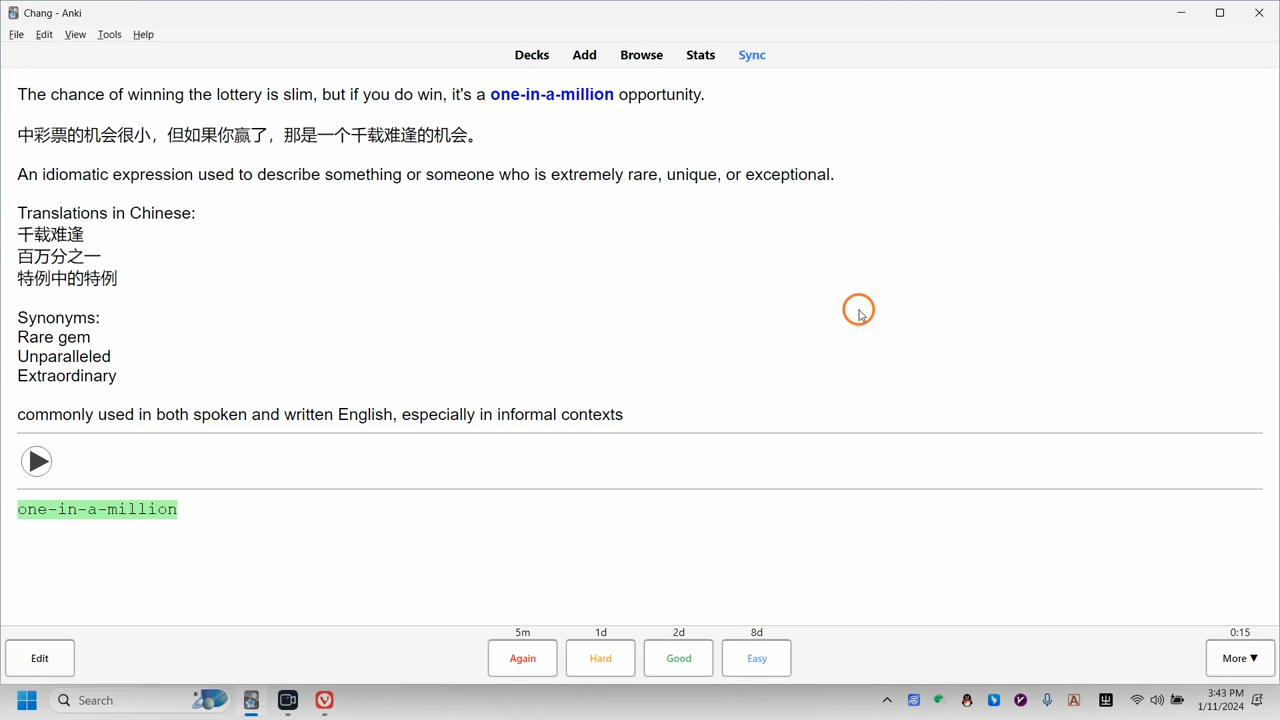 Chang - Anki
File Edit View Tools Help
Decks Add Browse Stats Sync
The chance of winning the lottery is slim, but if you do win, it's a one-in-a-million opportunity.
中彩票的机会很小，但如果你赢了，那是一个千载难逢的机会。
An idiomatic expression used to describe something or someone who is extremely rare, unique, or exceptional.
Translations in Chinese:
千载难逢
百万分之一
特例中的特例
Synonyms:
Rare gem
Unparalleled
Extraordinary
commonly used in both spoken and written English, especially in informal contexts
one-in-a-million
5m 1d 2d 8d 0:15
Edit Again Hard Good Easy More ▼
Search
3:43 PM
1/11/2024